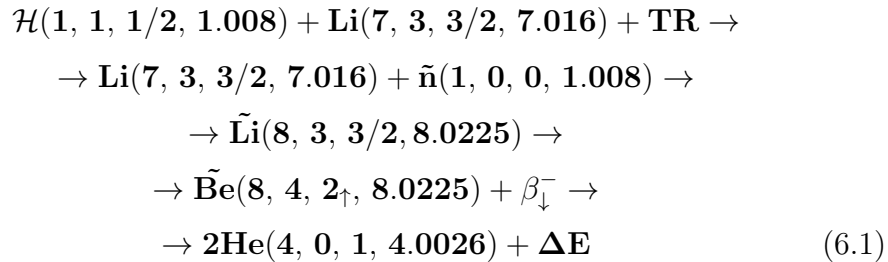 ℋ(1, 1, 1/2, 1.008) + Li(7, 3, 3/2, 7.016) + TR →
→ Li(7, 3, 3/2, 7.016) + ñ(1, 0, 0, 1.008) →
→ L̃i(8, 3, 3/2, 8.0225) →
→ B̃e(8, 4, 2↑, 8.0225) + β↓⁻ →
→ 2He(4, 0, 1, 4.0026) + ΔE (6.1)